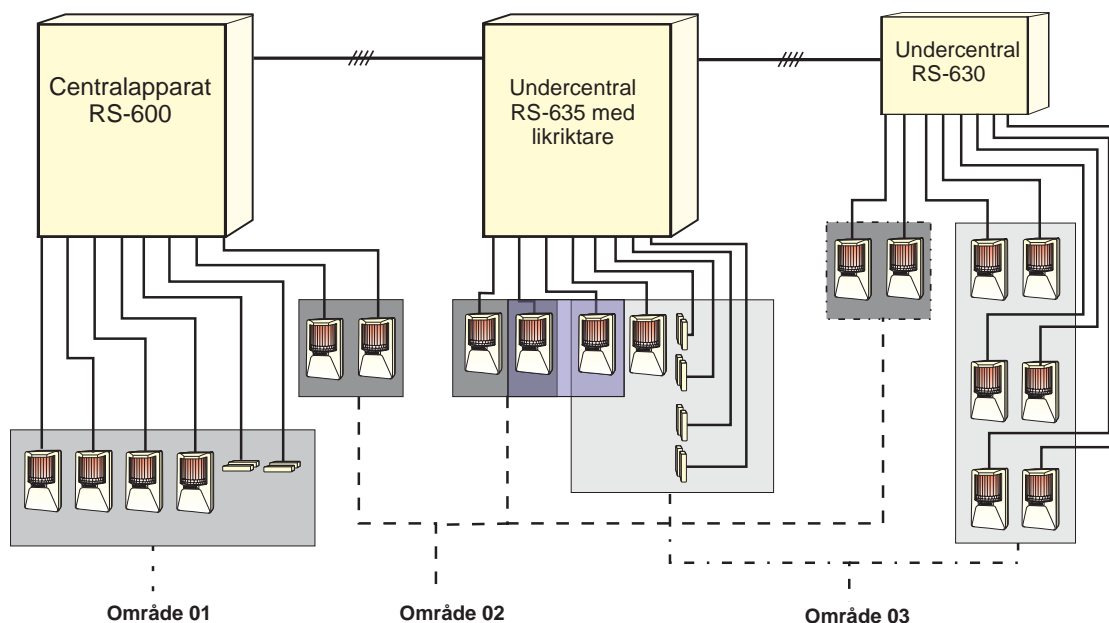 Centralapparat
RS-600
Undercentral
RS-635 med
likriktare
Undercentral
RS-630
Område 01
Område 02
Område 03